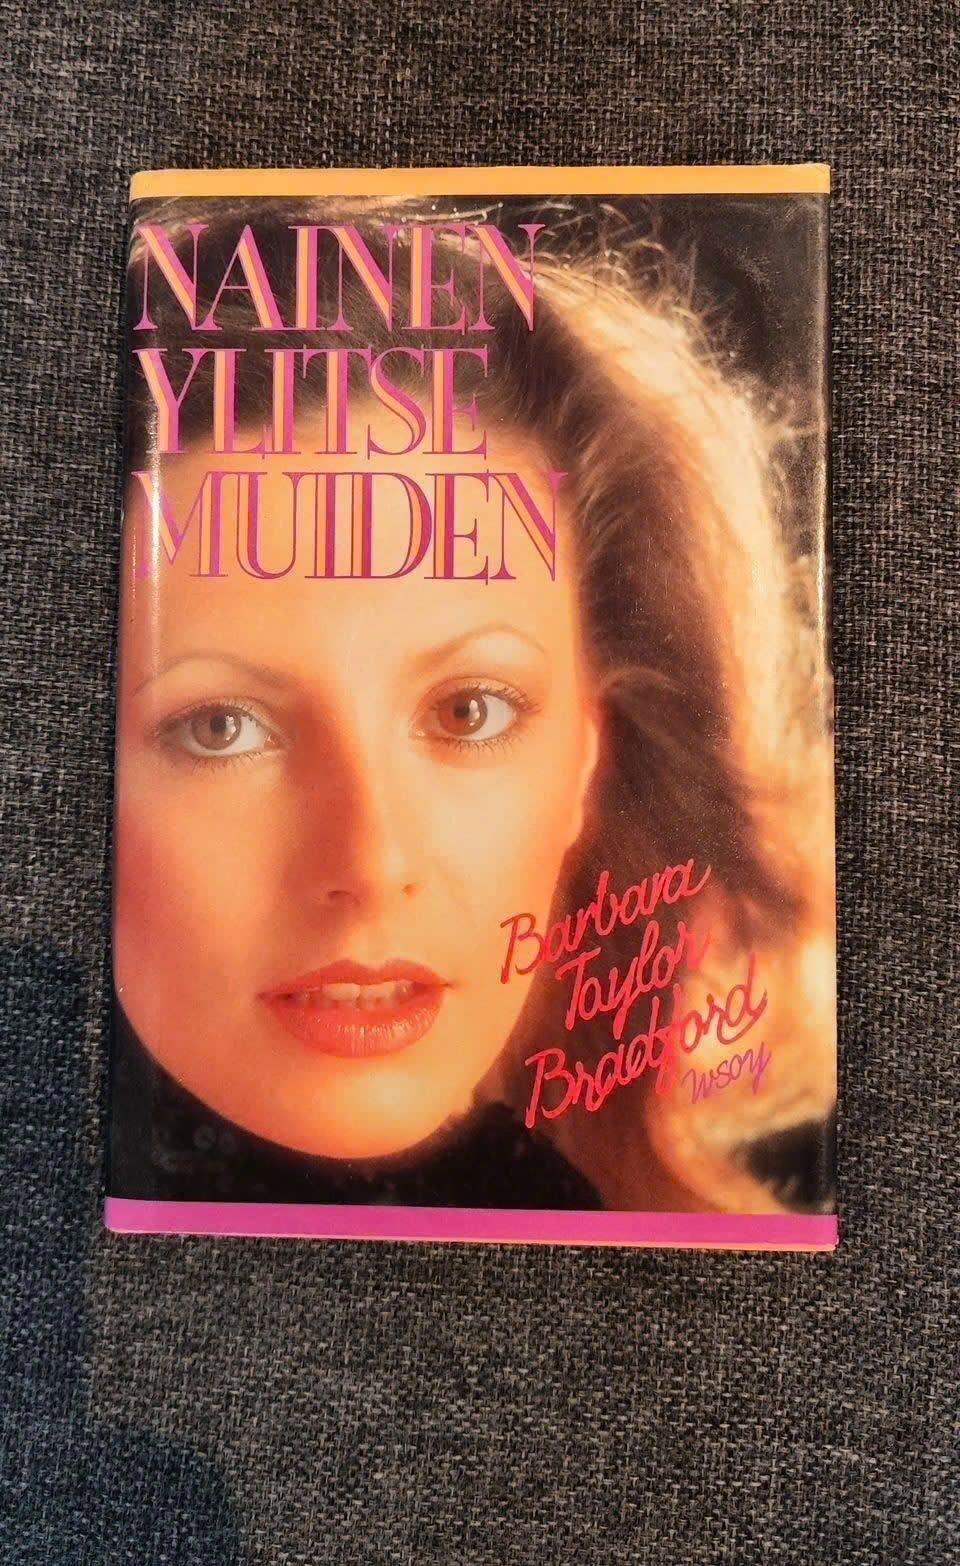 NAINEN
YLITSE
MUIDEN
Barbara
Taylor
Bradford
wsoy